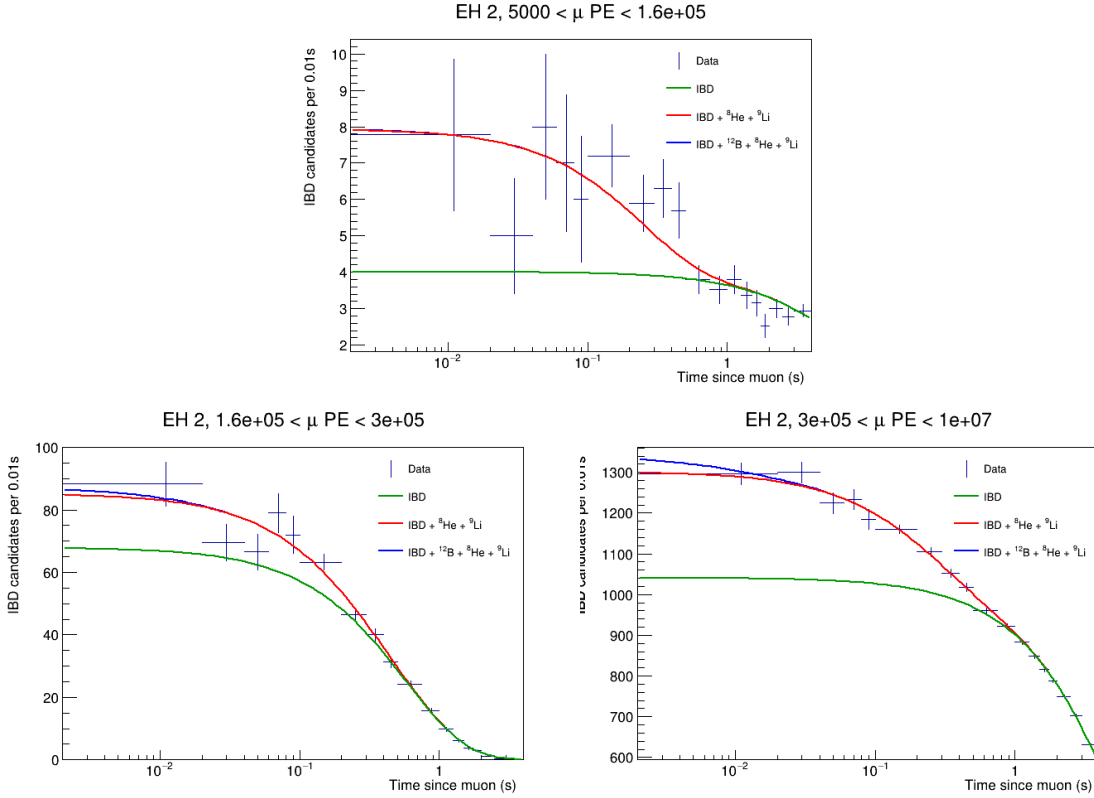 EH 2, 5000 < μ PE < 1.6e+05
IBD candidates per 0.01s
10
9
8
7
6
5
4
3
2
Data
IBD
IBD + ⁸He + ⁹Li
IBD + ¹²B + ⁸He + ⁹Li
10⁻²
10⁻¹
1
Time since muon (s)
EH 2, 1.6e+05 < μ PE < 3e+05
IBD candidates per 0.01s
100
80
60
40
20
0
Data
IBD
IBD + ⁸He + ⁹Li
IBD + ¹²B + ⁸He + ⁹Li
10⁻²
10⁻¹
1
Time since muon (s)
EH 2, 3e+05 < μ PE < 1e+07
IBD candidates per 0.01s
1300
1200
1100
1000
900
800
700
600
Data
IBD
IBD + ⁸He + ⁹Li
IBD + ¹²B + ⁸He + ⁹Li
10⁻²
10⁻¹
1
Time since muon (s)